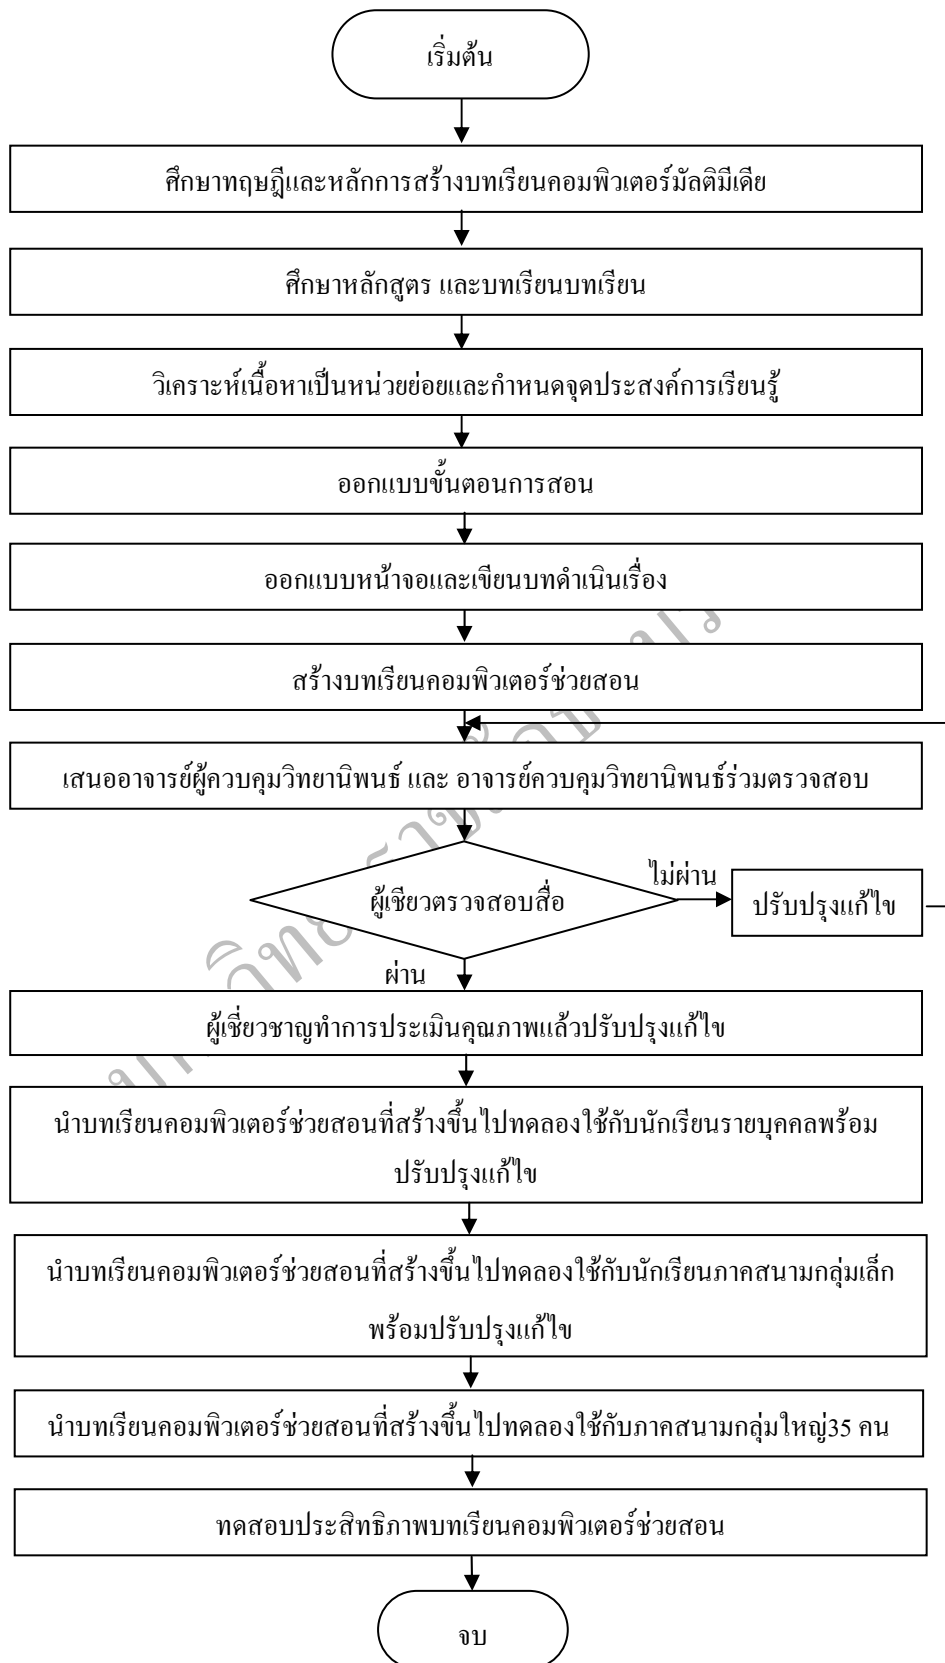 เริ่มต้น
ศึกษาทฤษฎีและหลักการสร้างบทเรียนคอมพิวเตอร์มัลติมีเดีย
ศึกษาหลักสูตร และบทเรียนบทเรียน
วิเคราะห์เนื้อหาเป็นหน่วยย่อยและกำหนดจุดประสงค์การเรียนรู้
ออกแบบขั้นตอนการสอน
ออกแบบหน้าจอและเขียนบทดำเนินเรื่อง
สร้างบทเรียนคอมพิวเตอร์ช่วยสอน
เสนออาจารย์ผู้ควบคุมวิทยานิพนธ์ และ อาจารย์ควบคุมวิทยานิพนธ์ร่วมตรวจสอบ
ผู้เชียวตรวจสอบสื่อ
ไม่ผ่าน
ปรับปรุงแก้ไข
ผ่าน
ผู้เชี่ยวชาญทำการประเมินคุณภาพแล้วปรับปรุงแก้ไข
นำบทเรียนคอมพิวเตอร์ช่วยสอนที่สร้างขึ้นไปทดลองใช้กับนักเรียนรายบุคคลพร้อม
ปรับปรุงแก้ไข
นำบทเรียนคอมพิวเตอร์ช่วยสอนที่สร้างขึ้นไปทดลองใช้กับนักเรียนภาคสนามกลุ่มเล็ก
พร้อมปรับปรุงแก้ไข
นำบทเรียนคอมพิวเตอร์ช่วยสอนที่สร้างขึ้นไปทดลองใช้กับภาคสนามกลุ่มใหญ่35 คน
ทดสอบประสิทธิภาพบทเรียนคอมพิวเตอร์ช่วยสอน
จบ